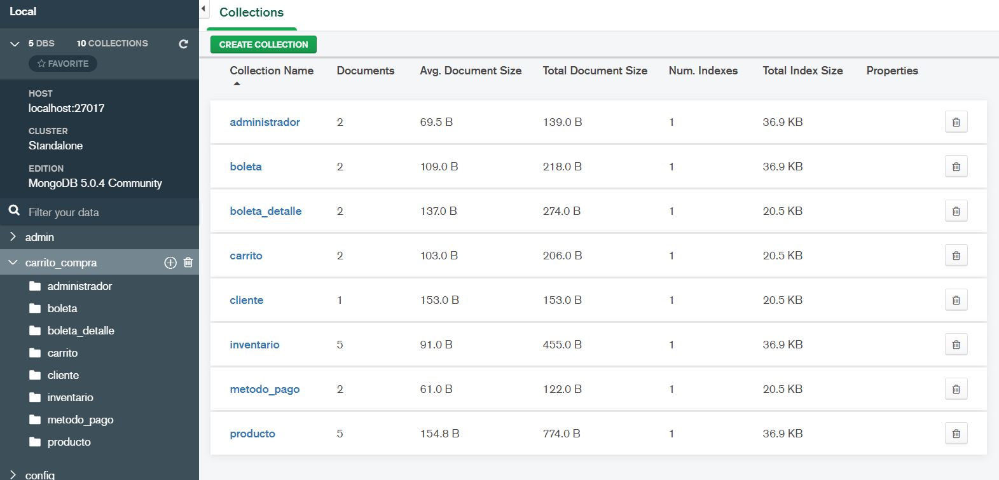 Local
5 DBS 10 COLLECTIONS
FAVORITE
HOST
localhost:27017
CLUSTER
Standalone
EDITION
MongoDB 5.0.4 Community
Filter your data
admin
carrito_compra
administrador
boleta
boleta_detalle
carrito
cliente
inventario
metodo_pago
producto
config
Collections
CREATE COLLECTION
Collection Name Documents Avg. Document Size Total Document Size Num. Indexes Total Index Size Properties
administrador 2 69.5 B 139.0 B 1 36.9 KB
boleta 2 109.0 B 218.0 B 1 36.9 KB
boleta_detalle 2 137.0 B 274.0 B 1 20.5 KB
carrito 2 103.0 B 206.0 B 1 20.5 KB
cliente 1 153.0 B 153.0 B 1 20.5 KB
inventario 5 91.0 B 455.0 B 1 36.9 KB
metodo_pago 2 61.0 B 122.0 B 1 20.5 KB
producto 5 154.8 B 774.0 B 1 36.9 KB